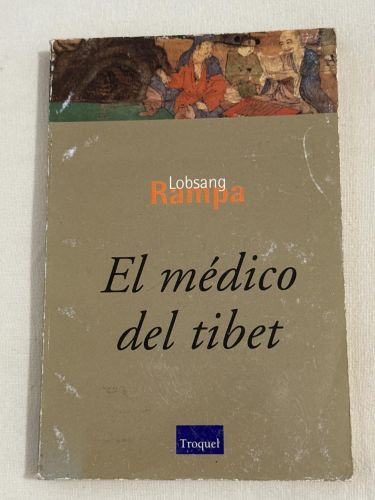 Lobsang
Rampa
El médico
del tibet
Troquel